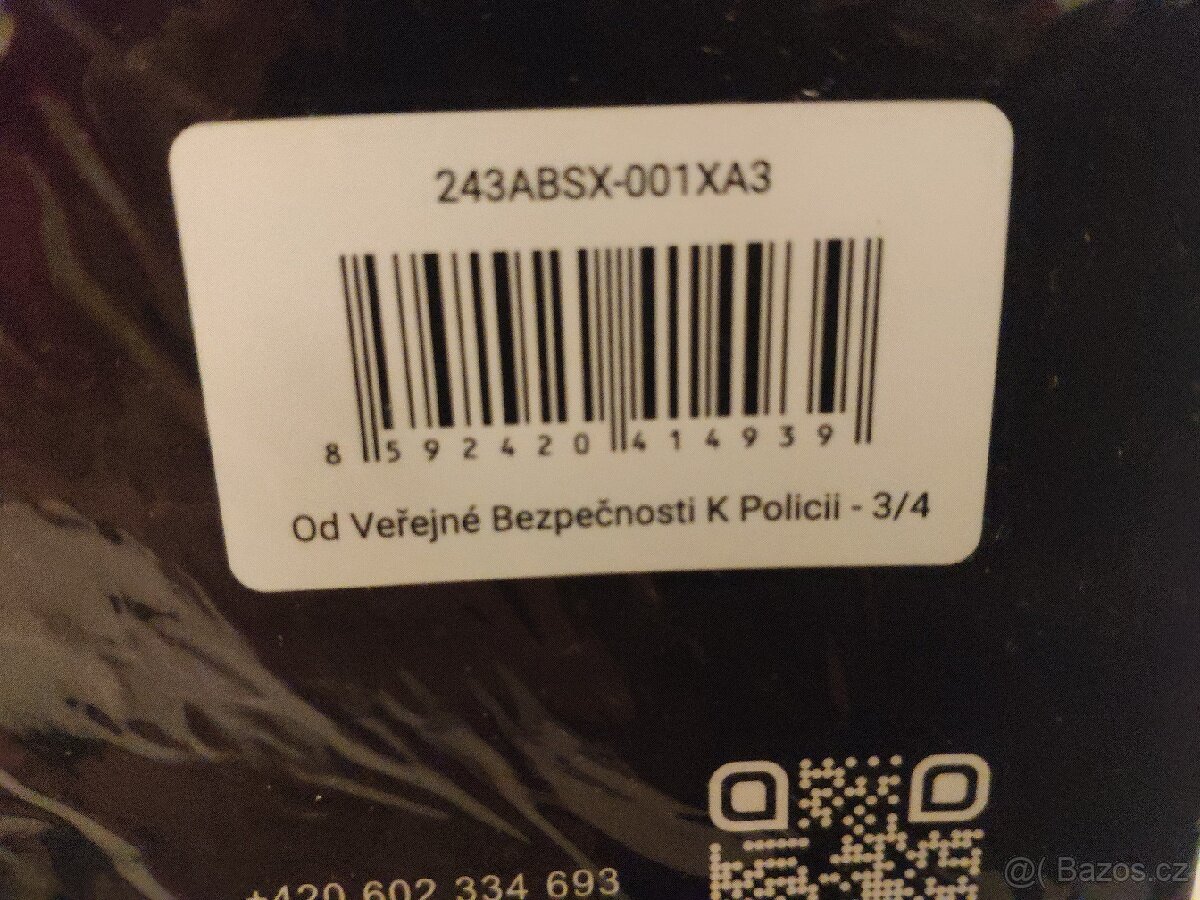 243ABSX-001XA3
8 592420 414939
Od Veřejné Bezpečnosti K Policii - 3/4
+420 602 334 693
@( Bazos.cz